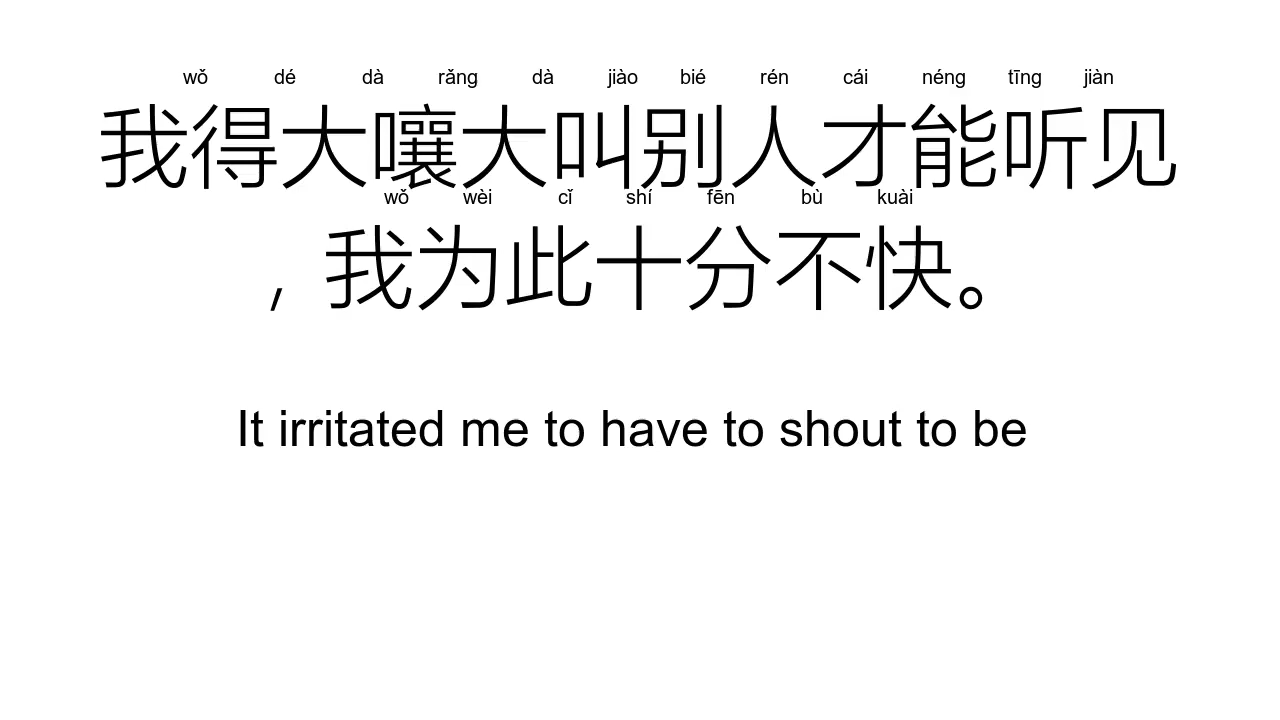 wǒ dé dà rǎng dà jiào bié rén cái néng tīng jiàn
我得大嚷大叫别人才能听见
wǒ wèi cǐ shí fēn bù kuài
，我为此十分不快。
It irritated me to have to shout to be